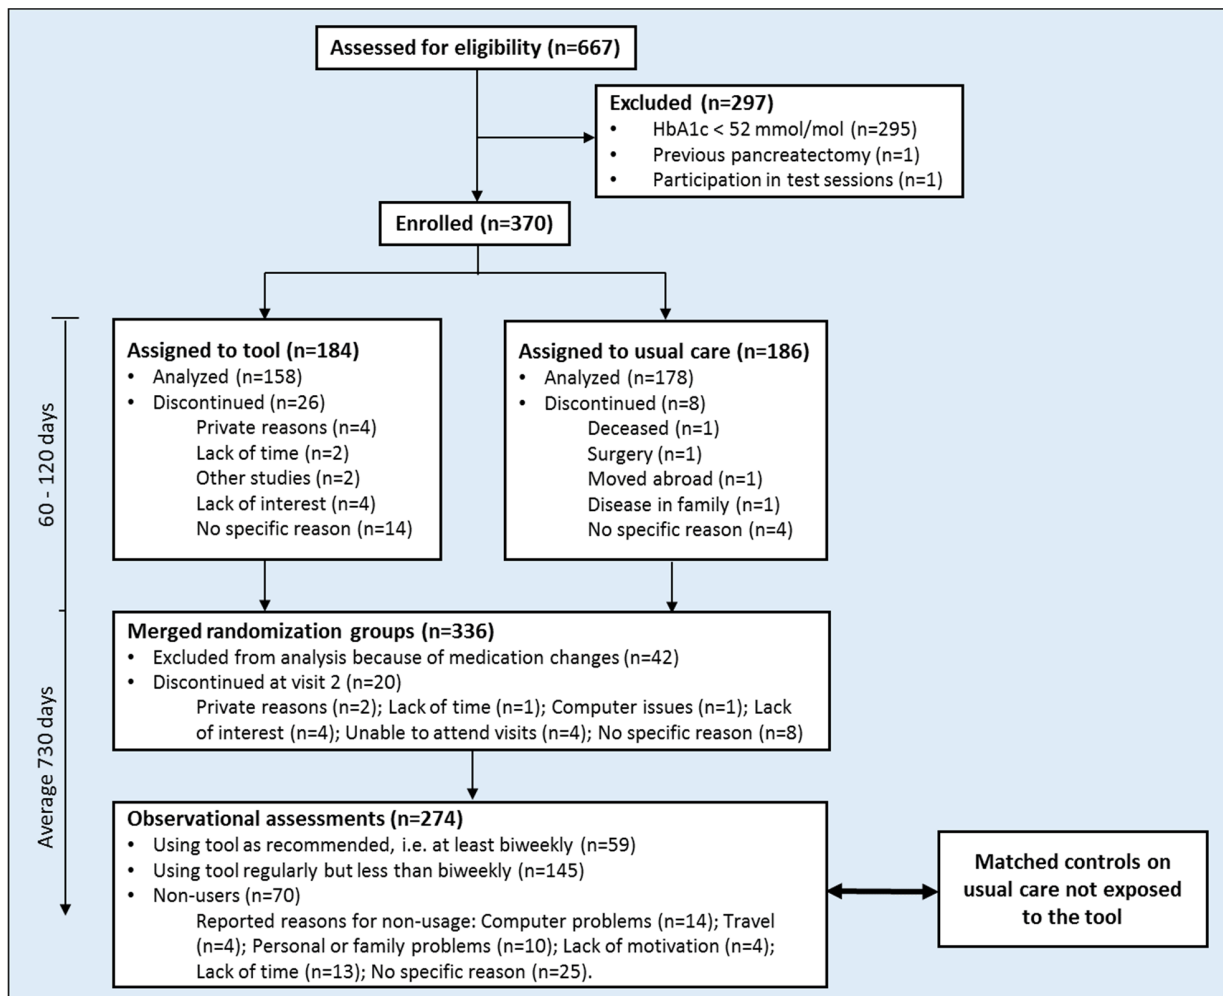 Assessed for eligibility (n=667)
Excluded (n=297)
• HbA1c < 52 mmol/mol (n=295)
• Previous pancreatectomy (n=1)
• Participation in test sessions (n=1)
Enrolled (n=370)
60 - 120 days
Assigned to tool (n=184)
• Analyzed (n=158)
• Discontinued (n=26)
Private reasons (n=4)
Lack of time (n=2)
Other studies (n=2)
Lack of interest (n=4)
No specific reason (n=14)
Assigned to usual care (n=186)
• Analyzed (n=178)
• Discontinued (n=8)
Deceased (n=1)
Surgery (n=1)
Moved abroad (n=1)
Disease in family (n=1)
No specific reason (n=4)
Average 730 days
Merged randomization groups (n=336)
• Excluded from analysis because of medication changes (n=42)
• Discontinued at visit 2 (n=20)
Private reasons (n=2); Lack of time (n=1); Computer issues (n=1); Lack
of interest (n=4); Unable to attend visits (n=4); No specific reason (n=8)
Observational assessments (n=274)
• Using tool as recommended, i.e. at least biweekly (n=59)
• Using tool regularly but less than biweekly (n=145)
• Non-users (n=70)
Reported reasons for non-usage: Computer problems (n=14); Travel
(n=4); Personal or family problems (n=10); Lack of motivation (n=4);
Lack of time (n=13); No specific reason (n=25).
Matched controls on
usual care not exposed
to the tool